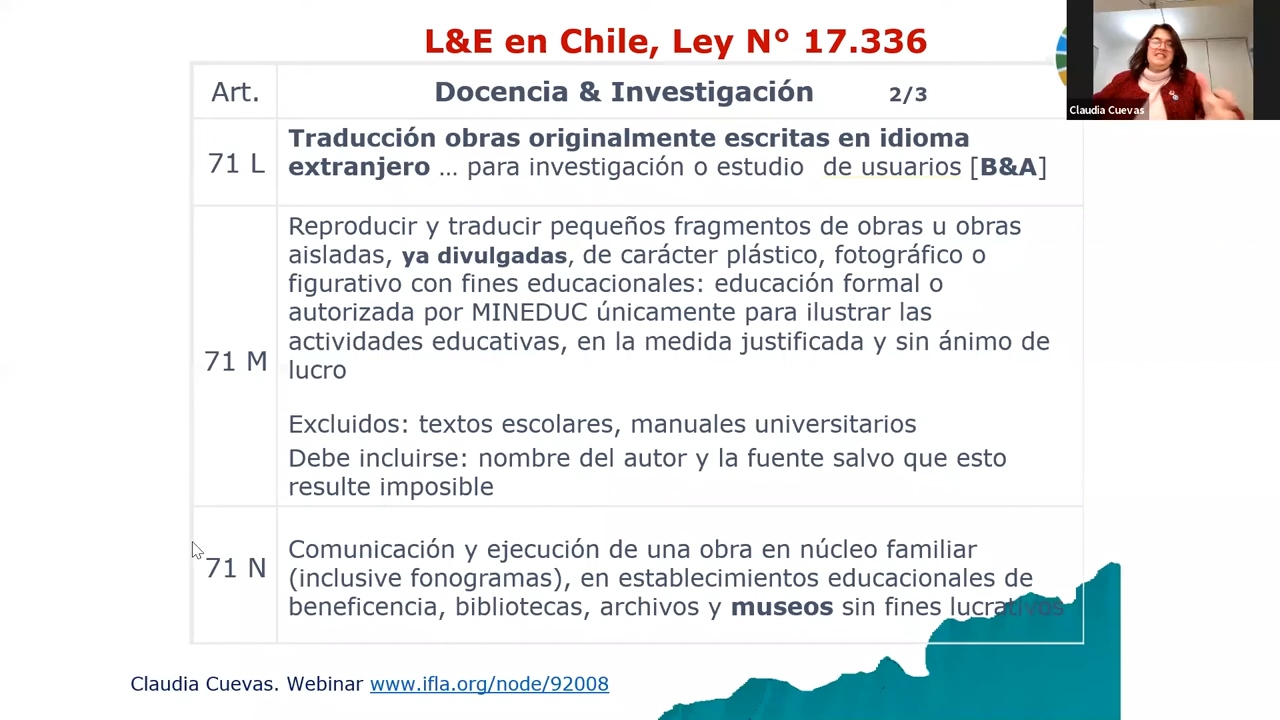 L&E en Chile, Ley N° 17.336
Art.
Docencia & Investigación 2/3
71 L
Traducción obras originalmente escritas en idioma
extranjero ... para investigación o estudio de usuarios [B&A]
71 M
Reproducir y traducir pequeños fragmentos de obras u obras
aisladas, ya divulgadas, de carácter plástico, fotográfico o
figurativo con fines educacionales: educación formal o
autorizada por MINEDUC únicamente para ilustrar las
actividades educativas, en la medida justificada y sin ánimo de
lucro
Excluidos: textos escolares, manuales universitarios
Debe incluirse: nombre del autor y la fuente salvo que esto
resulte imposible
71 N
Comunicación y ejecución de una obra en núcleo familiar
(inclusive fonogramas), en establecimientos educacionales de
beneficencia, bibliotecas, archivos y museos sin fines lucrativos
Claudia Cuevas. Webinar www.ifla.org/node/92008
Claudia Cuevas